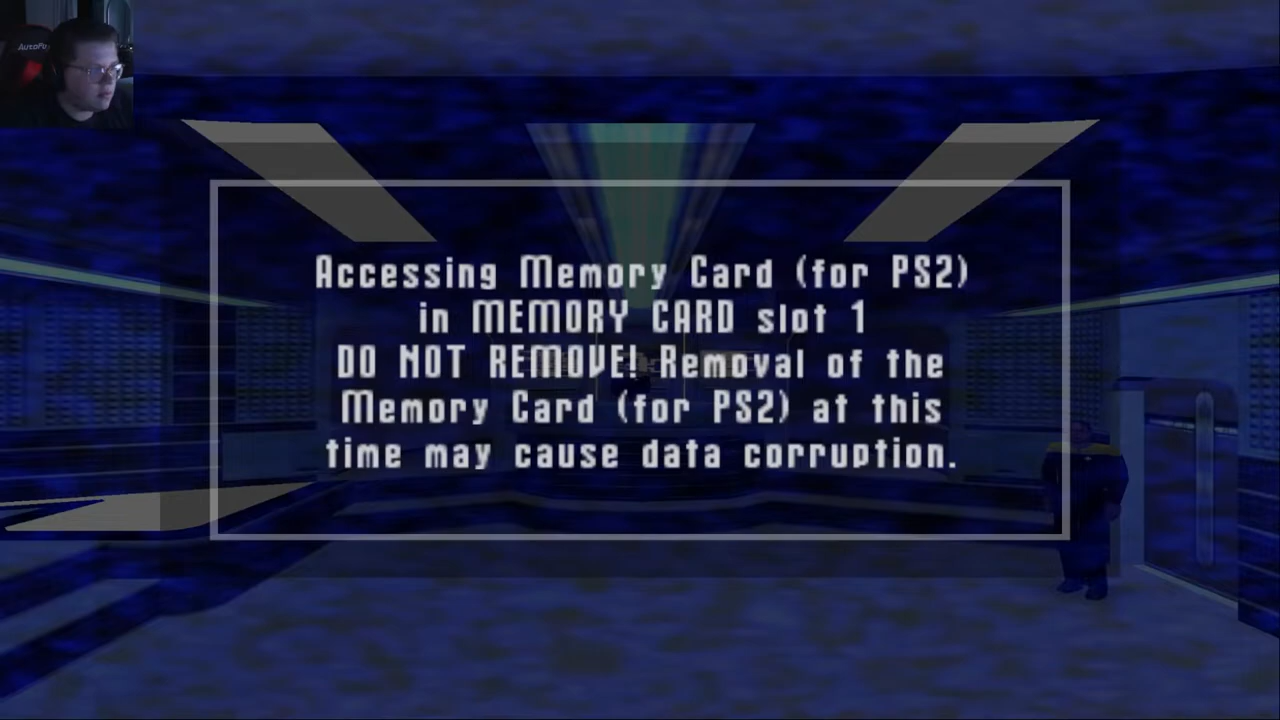 Accessing Memory Card (for PS2)
in MEMORY CARD slot 1
DO NOT REMOVE! Removal of the
Memory Card (for PS2) at this
time may cause data corruption.